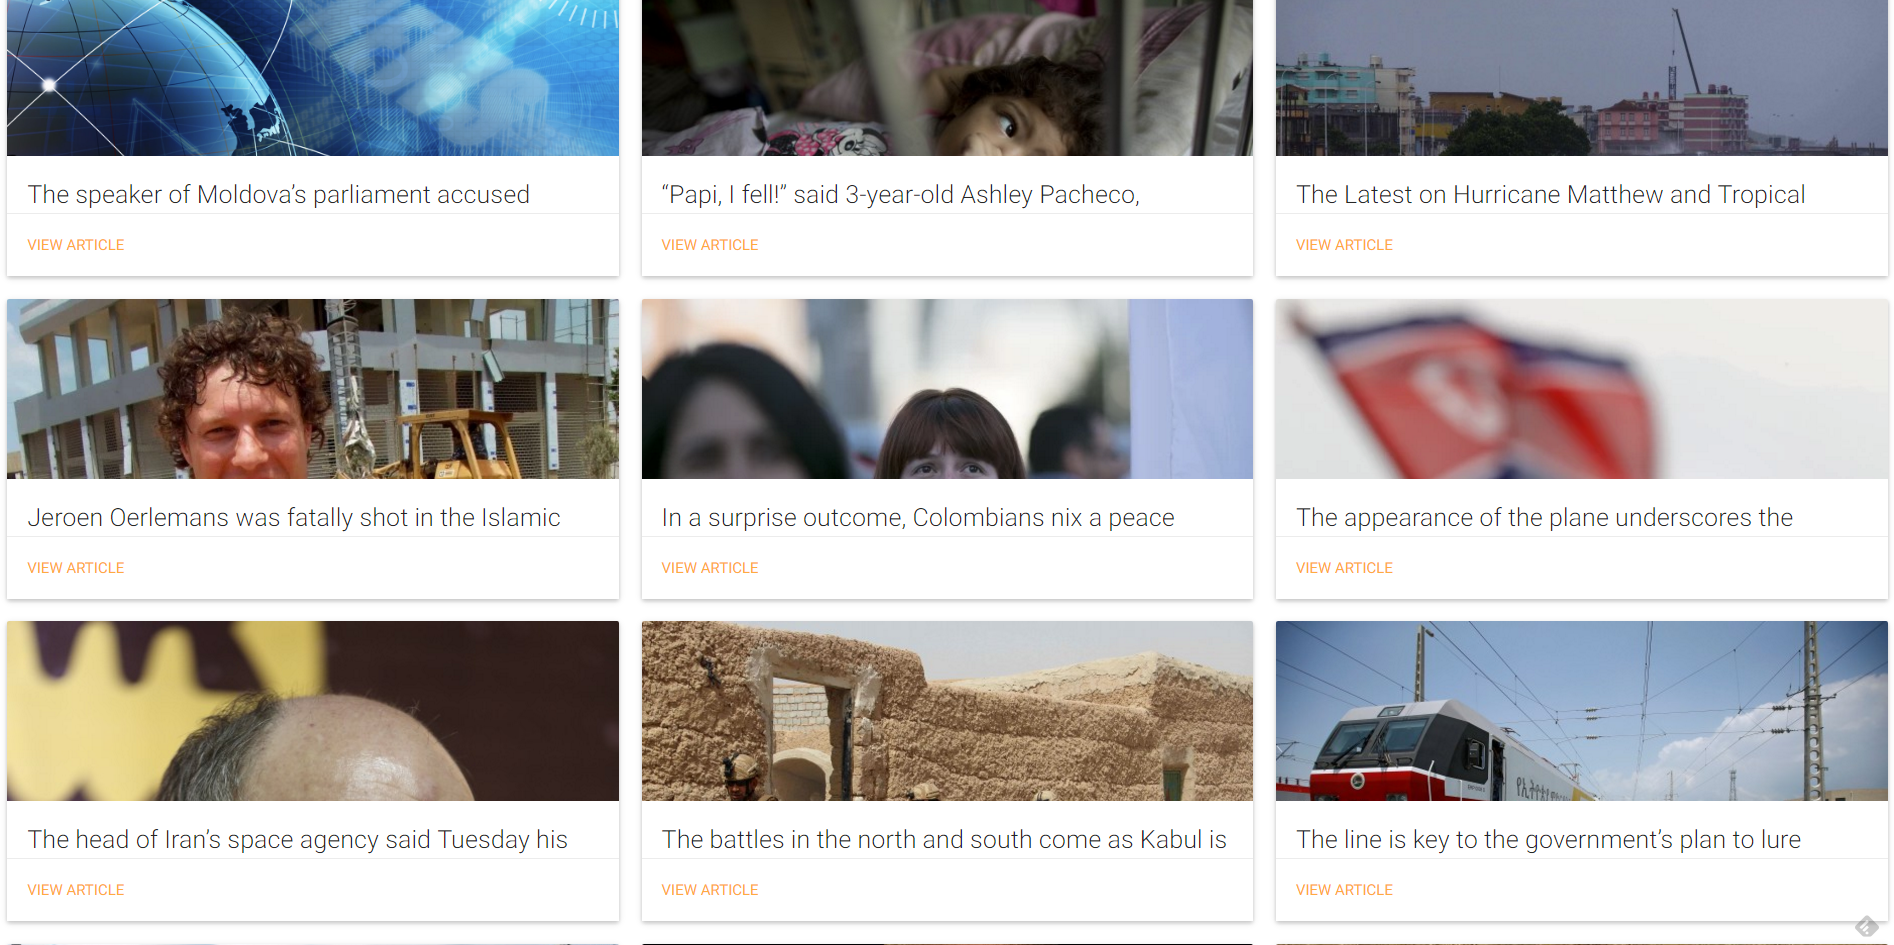 The speaker of Moldova’s parliament accused
VIEW ARTICLE
“Papi, I fell!” said 3-year-old Ashley Pacheco,
VIEW ARTICLE
The Latest on Hurricane Matthew and Tropical
VIEW ARTICLE
Jeroen Oerlemans was fatally shot in the Islamic
VIEW ARTICLE
In a surprise outcome, Colombians nix a peace
VIEW ARTICLE
The appearance of the plane underscores the
VIEW ARTICLE
The head of Iran’s space agency said Tuesday his
VIEW ARTICLE
The battles in the north and south come as Kabul is
VIEW ARTICLE
The line is key to the government’s plan to lure
VIEW ARTICLE